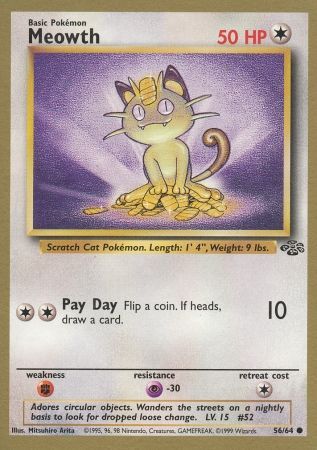 Basic Pokémon
Meowth 50 HP
Scratch Cat Pokémon. Length: 1' 4", Weight: 9 lbs.
Pay Day Flip a coin. If heads, 10
draw a card.
weakness resistance retreat cost
-30
Adores circular objects. Wanders the streets on a nightly
basis to look for dropped loose change. LV. 15 #52
Illus. Mitsuhiro Arita ©1995, 96, 98 Nintendo, Creatures, GAMEFREAK. ©1999 Wizards. 56/64